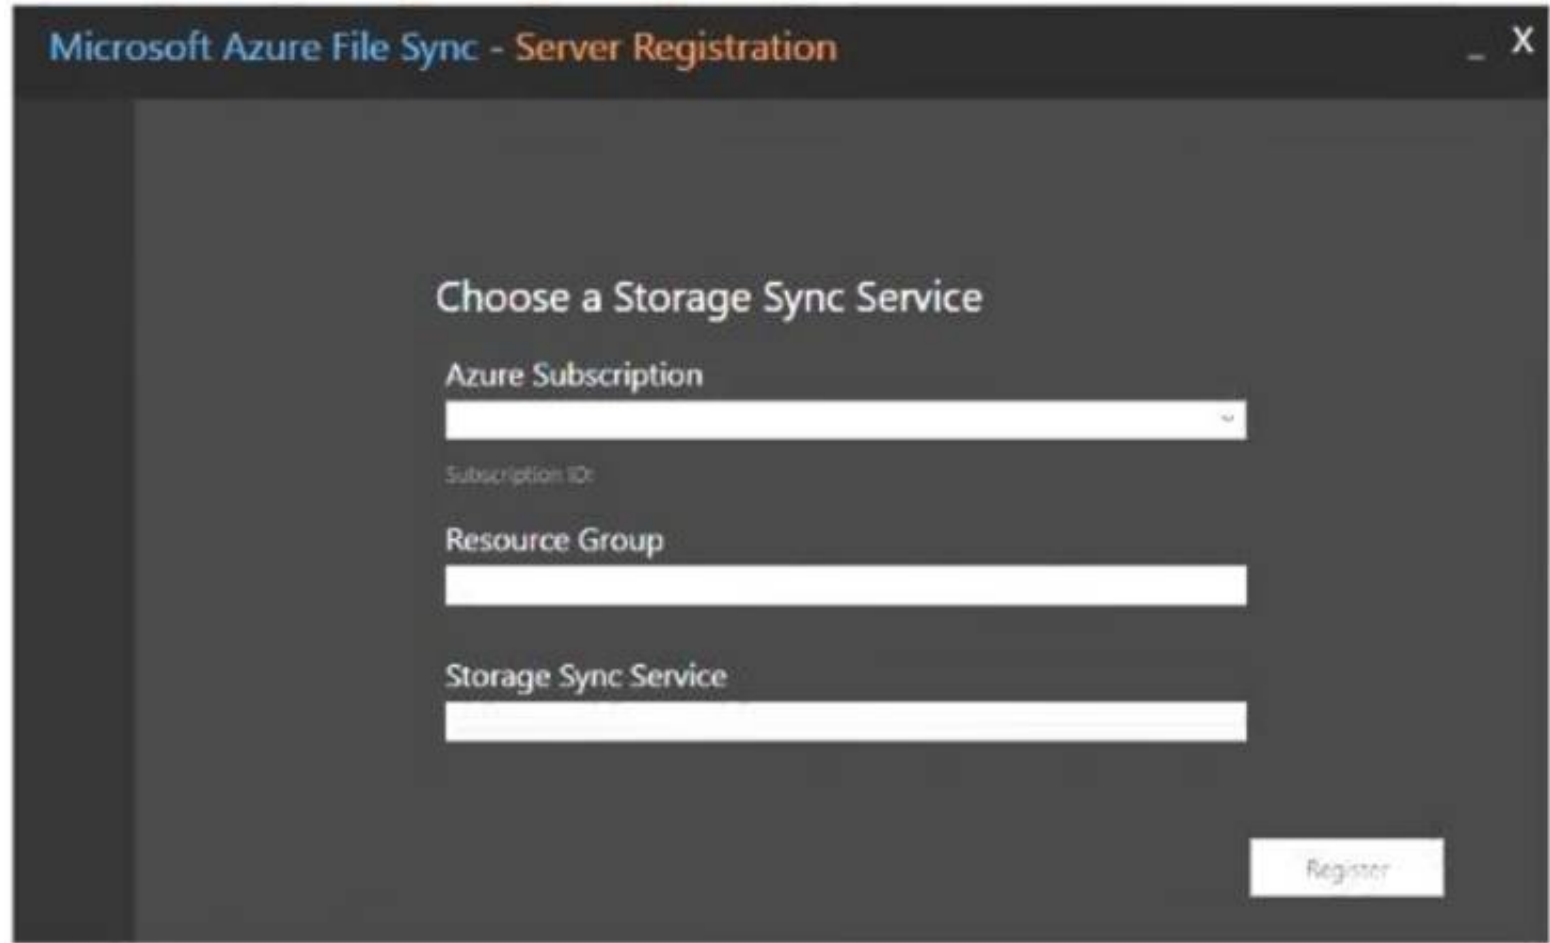 Microsoft Azure File Sync - Server Registration
_ X
Choose a Storage Sync Service
Azure Subscription
Subscription ID:
Resource Group
Storage Sync Service
Register